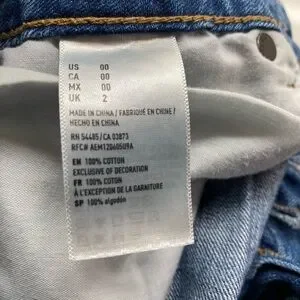 US 00
CA 00
MX 00
UK 2
MADE IN CHINA / FABRIQUÉ EN CHINE /
HECHO EN CHINA
RN 54485/CA 03873
RFC# AEM120605U9A
EN 100% COTTON
EXCLUSIVE OF DECORATION
FR 100% COTON
À L'EXCEPTION DE LA GARNITURE
SP 100% algodón